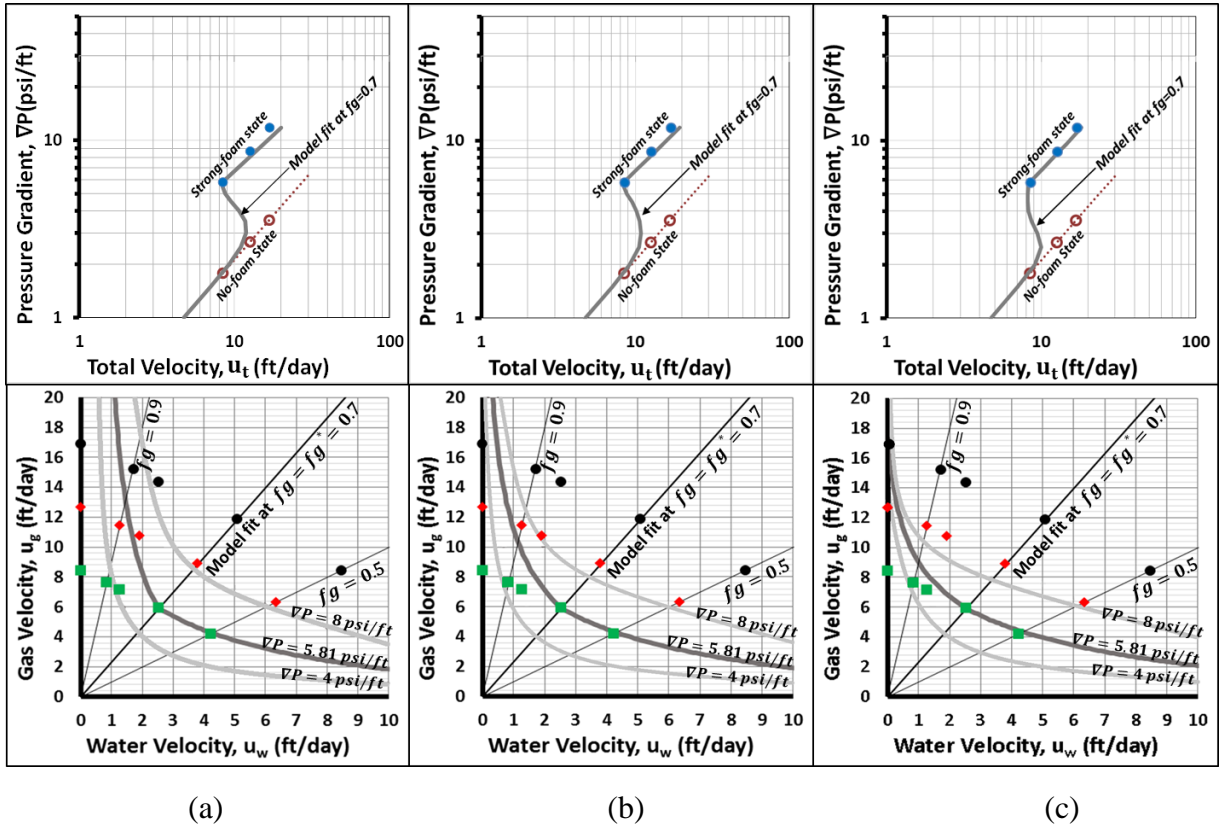 Pressure Gradient, ∇P(psi/ft)
10
1
Strong-foam state
Model fit at fg=0.7
No-foam State
1 10 100
Total Velocity, u_t (ft/day)
Pressure Gradient, ∇P(psi/ft)
10
1
Strong-foam state
Model fit at fg=0.7
No-foam State
1 10 100
Total Velocity, u_t (ft/day)
Pressure Gradient, ∇P(psi/ft)
10
1
Strong-foam state
Model fit at fg=0.7
No-foam State
1 10 100
Total Velocity, u_t (ft/day)
Gas Velocity, u_g (ft/day)
20
18
16
14
12
10
8
6
4
2
0
fg = 0.9
Model fit at fg = fg* = 0.7
fg = 0.5
∇P = 8 psi/ft
∇P = 5.81 psi/ft
∇P = 4 psi/ft
0 1 2 3 4 5 6 7 8 9 10
Water Velocity, u_w (ft/day)
Gas Velocity, u_g (ft/day)
20
18
16
14
12
10
8
6
4
2
0
fg = 0.9
Model fit at fg = fg* = 0.7
fg = 0.5
∇P = 8 psi/ft
∇P = 5.81 psi/ft
∇P = 4 psi/ft
0 1 2 3 4 5 6 7 8 9 10
Water Velocity, u_w (ft/day)
Gas Velocity, u_g (ft/day)
20
18
16
14
12
10
8
6
4
2
0
fg = 0.9
Model fit at fg = fg* = 0.7
fg = 0.5
∇P = 8 psi/ft
∇P = 5.81 psi/ft
∇P = 4 psi/ft
0 1 2 3 4 5 6 7 8 9 10
Water Velocity, u_w (ft/day)
(a) (b) (c)